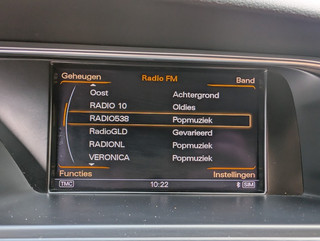 Geheugen Radio FM Band
Oost Achtergrond
RADIO 10 Oldies
RADIO538 Popmuziek
RadioGLD Gevarieerd
RADIONL Popmuziek
VERONICA Popmuziek
Functies Instellingen
TMC 10:22 SIM